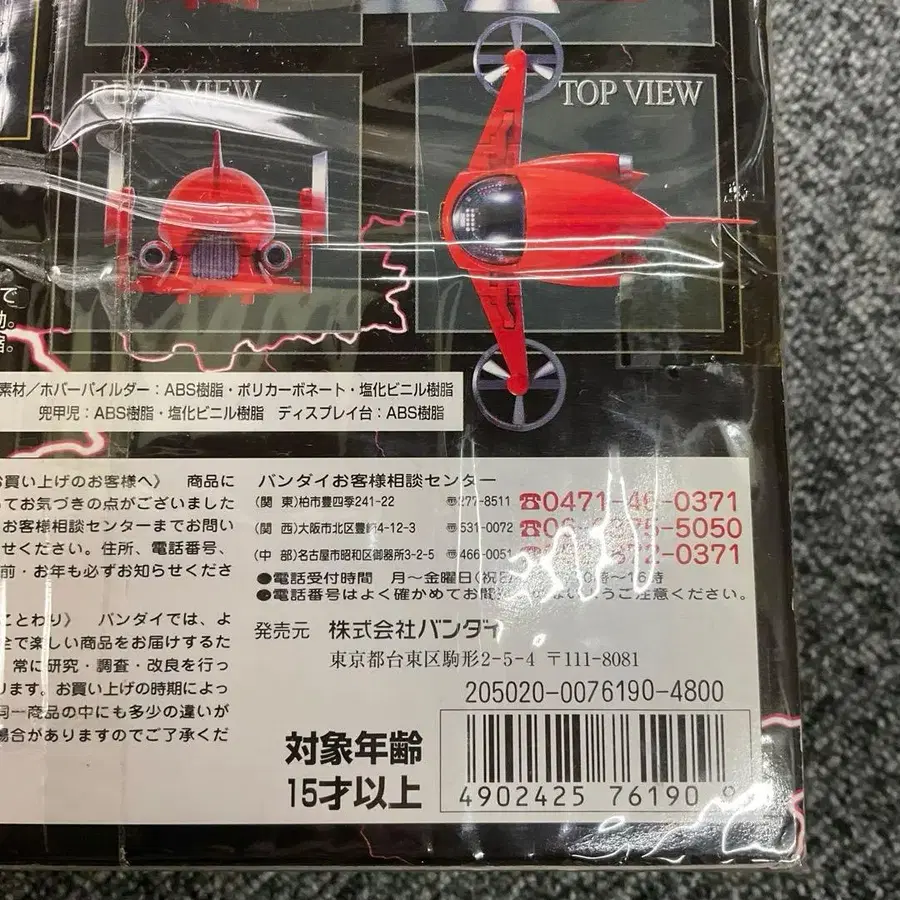 REAR VIEW
TOP VIEW
で
動。
素材／ホバーパイルダー：ABS樹脂・ポリカーボネート・塩化ビニル樹脂
兜甲児：ABS樹脂・塩化ビニル樹脂 ディスプレイ台：ABS樹脂
お買い上げのお客様へ〉 商品に
てお気づきの点がございました
お客様相談センターまでお問い
せください。住所、電話番号、
前・お年も必ずお知らせくださ
ことわり〉 バンダイでは、よ
全で楽しい商品をお届けするた
常に研究・調査・改良を行っ
ります。お買い上げの時期によっ
同一商品の中にも多少の違いが
場合がありますのでご了承くだ
バンダイお客様相談センター
(関 東)柏市豊四季241-22 〠277-8511 ☎0471-46-0371
(関 西)大阪市北区豊崎4-12-3 〠531-0072 ☎06-6375-5050
(中 部)名古屋市昭和区御器所3-2-5 〠466-0051 872-0371
●電話受付時間 月〜金曜日(祝日 10時〜16時
●電話番号はよく確かめてお間 ようご注意ください。
発売元 株式会社バンダイ
東京都台東区駒形2-5-4 〒111-8081
205020-0076190-4800
対象年齢
15才以上
4902425 76190